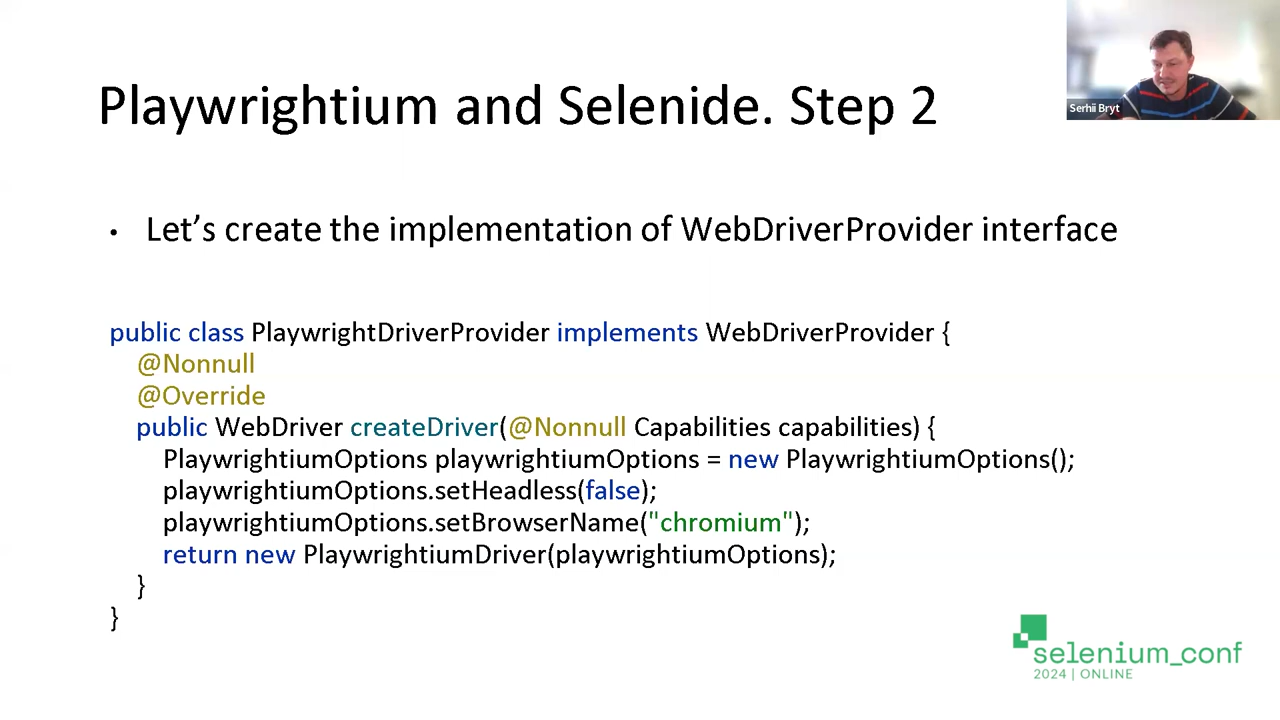 Playwrightium and Selenide. Step 2
Serhii Bryt
• Let’s create the implementation of WebDriverProvider interface
public class PlaywrightDriverProvider implements WebDriverProvider {
@Nonnull
@Override
public WebDriver createDriver(@Nonnull Capabilities capabilities) {
PlaywrightiumOptions playwrightiumOptions = new PlaywrightiumOptions();
playwrightiumOptions.setHeadless(false);
playwrightiumOptions.setBrowserName("chromium");
return new PlaywrightiumDriver(playwrightiumOptions);
}
}
selenium_conf
2024 | ONLINE